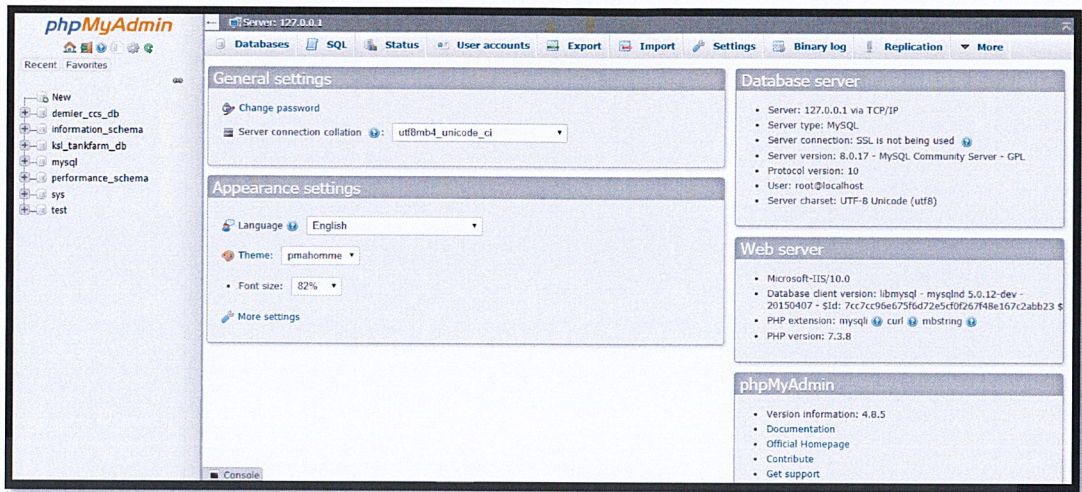 phpMyAdmin
Recent Favorites
New
demier_ccs_db
information_schema
ksl_tankfarm_db
mysql
performance_schema
sys
test
Server: 127.0.0.1
Databases SQL Status User accounts Export Import Settings Binary log Replication More
General settings
Change password
Server connection collation : utf8mb4_unicode_ci
Appearance settings
Language English
Theme: pmahomme
• Font size: 82%
More settings
Console
Database server
• Server: 127.0.0.1 via TCP/IP
• Server type: MySQL
• Server connection: SSL is not being used
• Server version: 8.0.17 - MySQL Community Server - GPL
• Protocol version: 10
• User: root@localhost
• Server charset: UTF-8 Unicode (utf8)
Web server
• Microsoft-IIS/10.0
• Database client version: libmysql - mysqlnd 5.0.12-dev -
20150407 - $Id: 7cc7cc96e675f6d72e5cf0f267f48e167c2abb23 $
• PHP extension: mysqli curl mbstring
• PHP version: 7.3.8
phpMyAdmin
• Version information: 4.8.5
• Documentation
• Official Homepage
• Contribute
• Get support